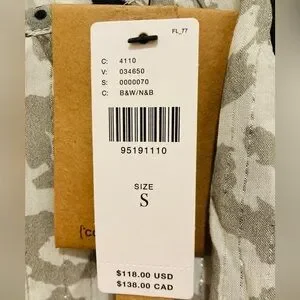 FL_77
C: 4110
V: 034650
S: 0000070
C: B&W/N&B
95191110
SIZE
S
$118.00 USD
$138.00 CAD